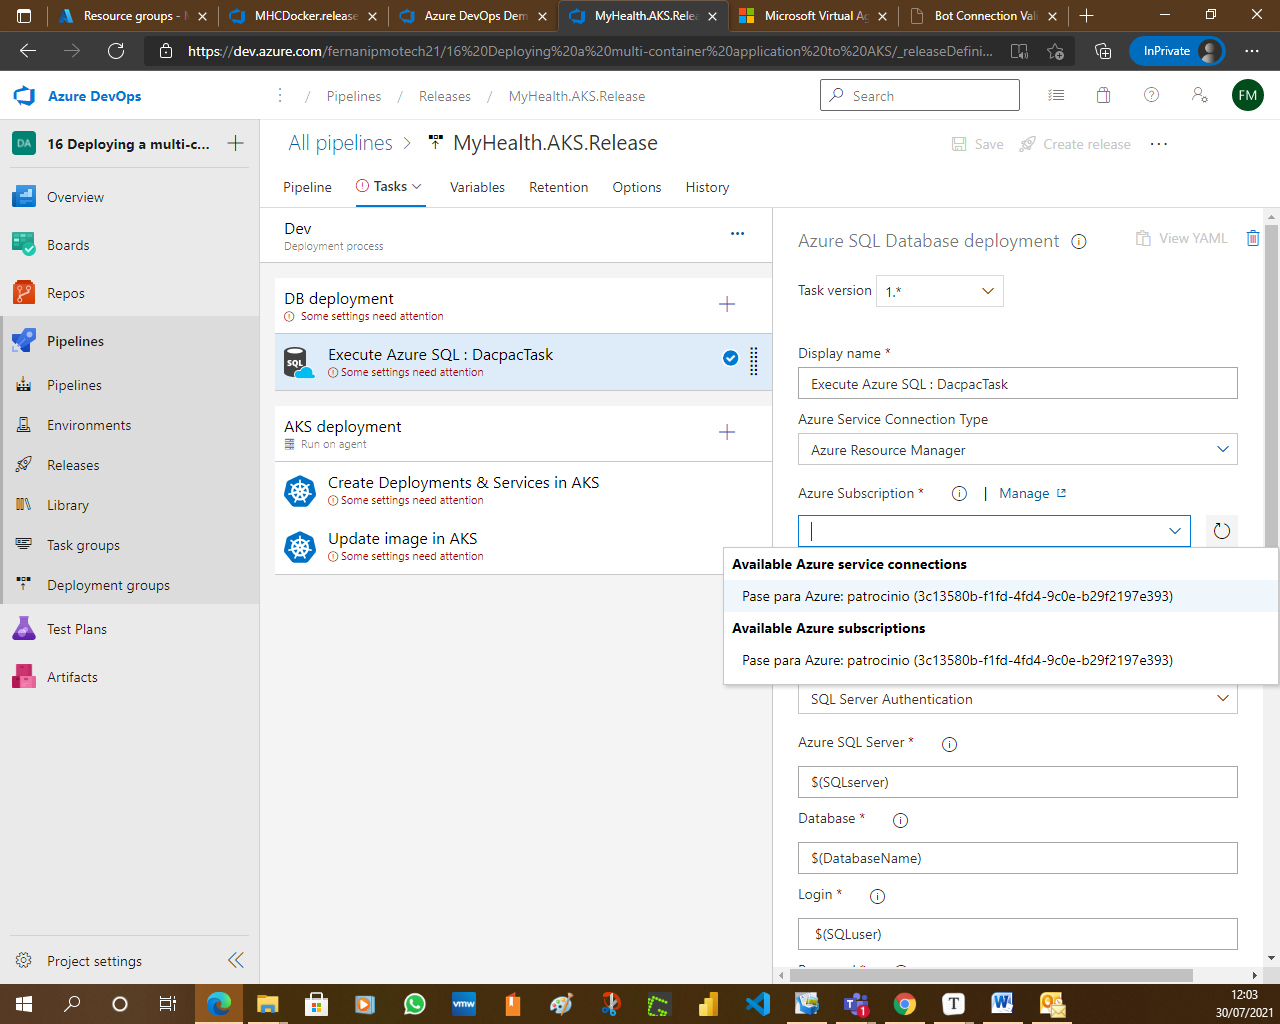 Resource groups - M
MHCDocker.release
Azure DevOps Dem
MyHealth.AKS.Relea
Microsoft Virtual Ag
Bot Connection Vali
https://dev.azure.com/fernanipmotech21/16%20Deploying%20a%20multi-container%20application%20to%20AKS/_releaseDefini...
InPrivate
Azure DevOps
/ Pipelines / Releases / MyHealth.AKS.Release
Search
FM
DA
16 Deploying a multi-c...
Overview
Boards
Repos
Pipelines
Pipelines
Environments
Releases
Library
Task groups
Deployment groups
Test Plans
Artifacts
Project settings
All pipelines > MyHealth.AKS.Release
Save
Create release
Pipeline
Tasks
Variables
Retention
Options
History
Dev
Deployment process
DB deployment
Some settings need attention
SQL
Execute Azure SQL : DacpacTask
Some settings need attention
AKS deployment
Run on agent
Create Deployments & Services in AKS
Some settings need attention
Update image in AKS
Some settings need attention
Azure SQL Database deployment
View YAML
Task version
1.*
Display name *
Execute Azure SQL : DacpacTask
Azure Service Connection Type
Azure Resource Manager
Azure Subscription *
| Manage
Available Azure service connections
Pase para Azure: patrocinio (3c13580b-f1fd-4fd4-9c0e-b29f2197e393)
Available Azure subscriptions
Pase para Azure: patrocinio (3c13580b-f1fd-4fd4-9c0e-b29f2197e393)
SQL Server Authentication
Azure SQL Server *
$(SQLserver)
Database *
$(DatabaseName)
Login *
$(SQLuser)
vmw
T
1
12:03
30/07/2021